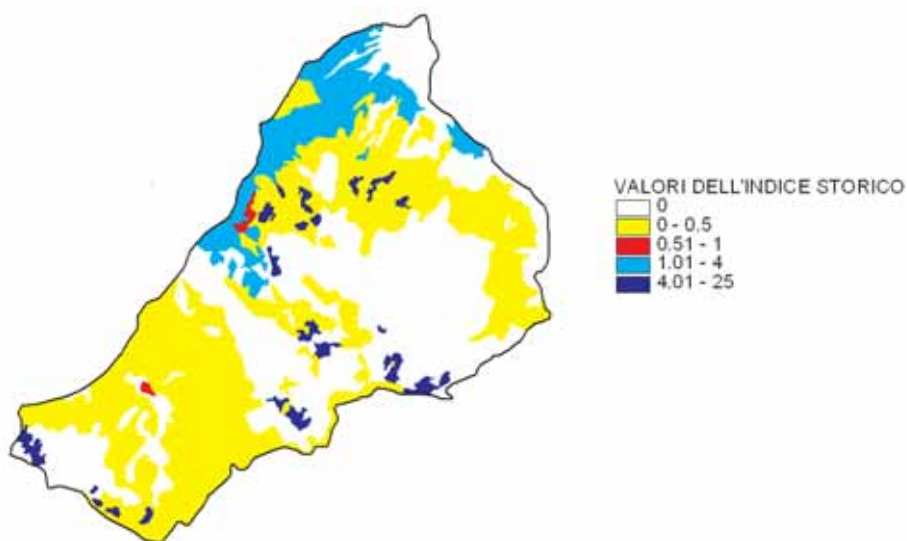 VALORI DELL'INDICE STORICO
0
0 - 0.5
0.51 - 1
1.01 - 4
4.01 - 25